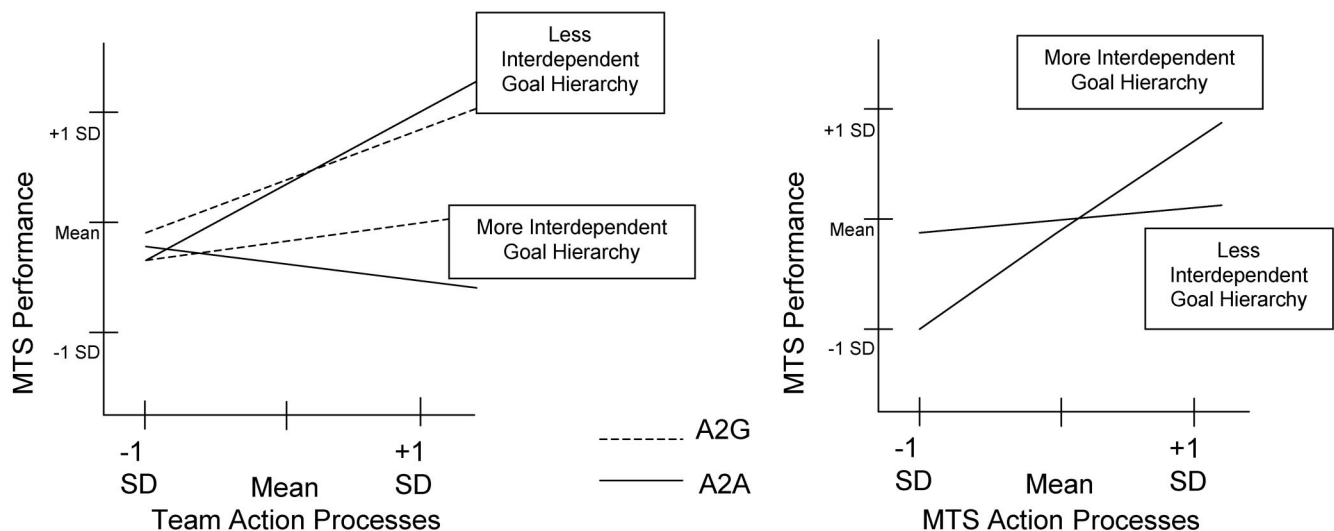 Less
Interdependent
Goal Hierarchy
More Interdependent
Goal Hierarchy
+1 SD
Mean
-1 SD
MTS Performance
-1
SD
Mean
+1
SD
Team Action Processes
A2G
A2A
More Interdependent
Goal Hierarchy
Less
Interdependent
Goal Hierarchy
+1 SD
Mean
-1 SD
MTS Performance
-1
SD
Mean
+1
SD
MTS Action Processes